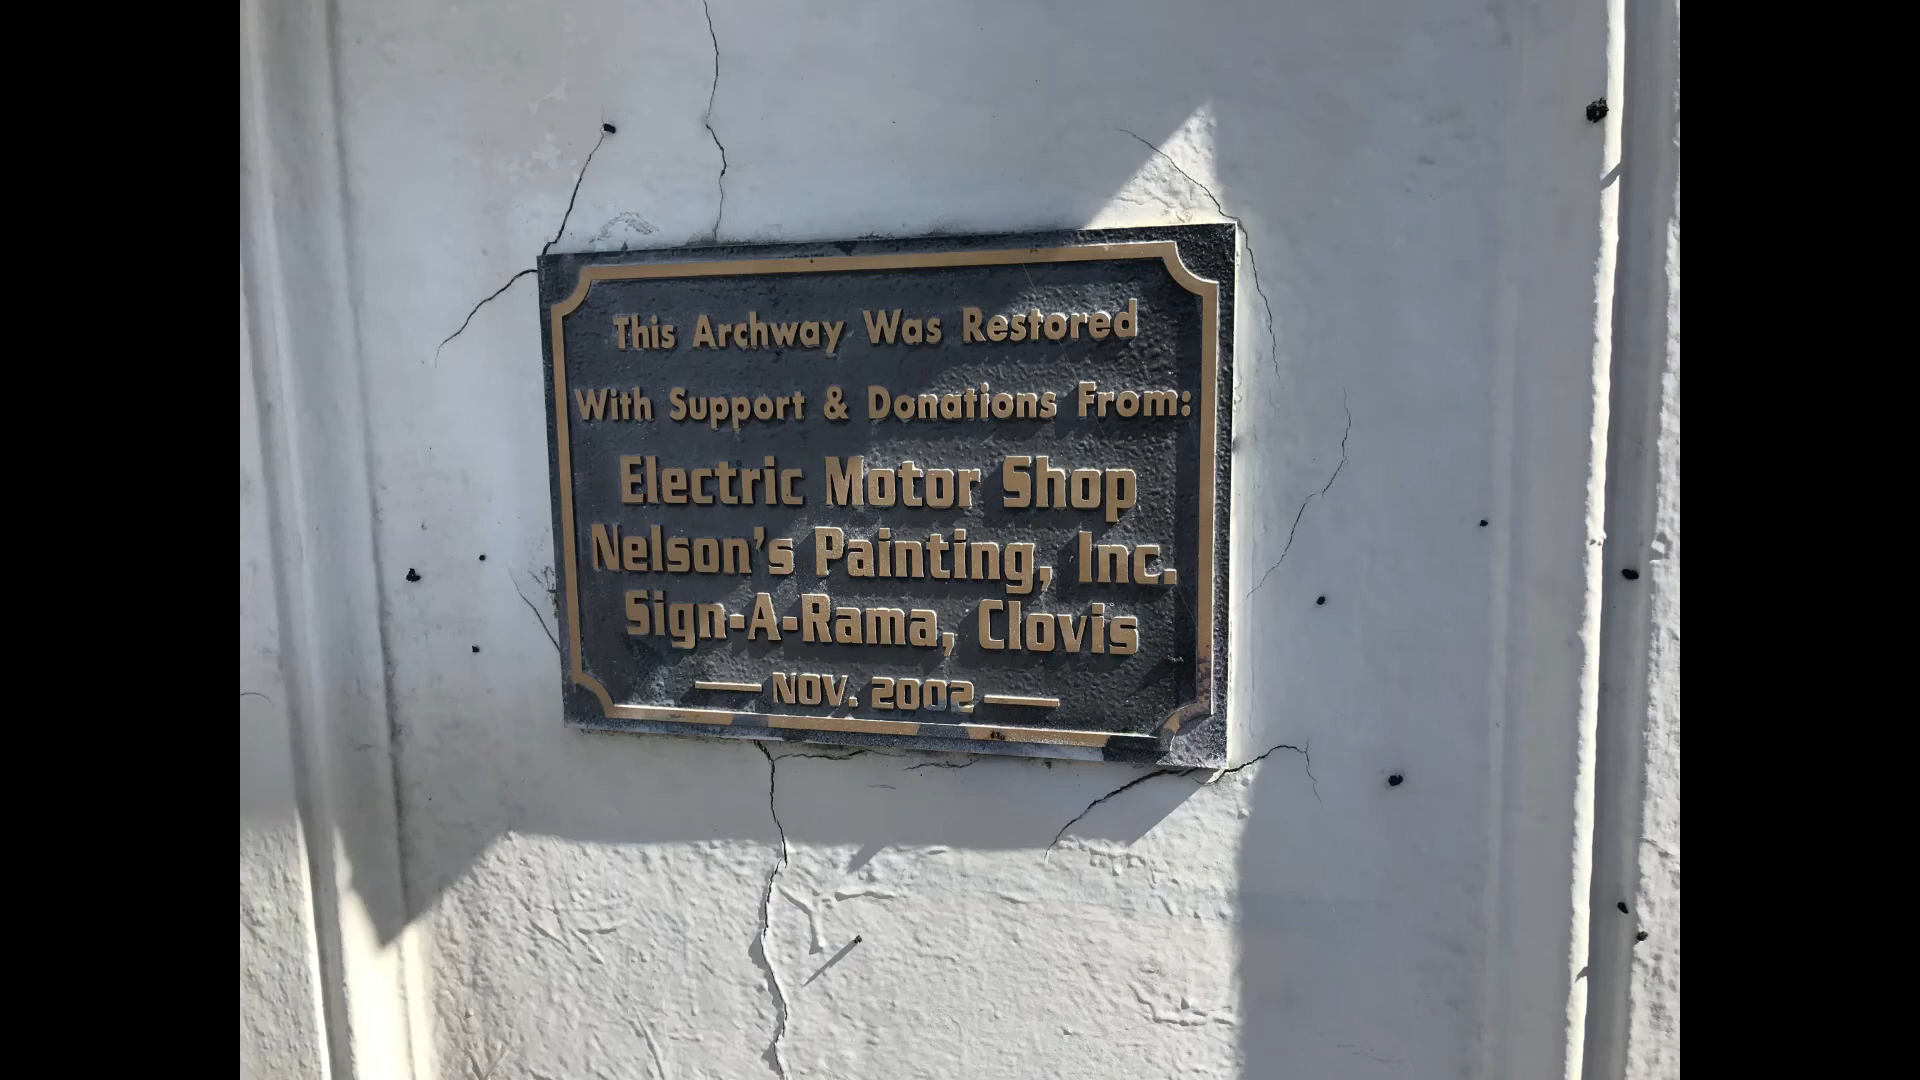 This Archway Was Restored
With Support & Donations From:
Electric Motor Shop
Nelson's Painting, Inc.
Sign-A-Rama, Clovis
NOV. 2002